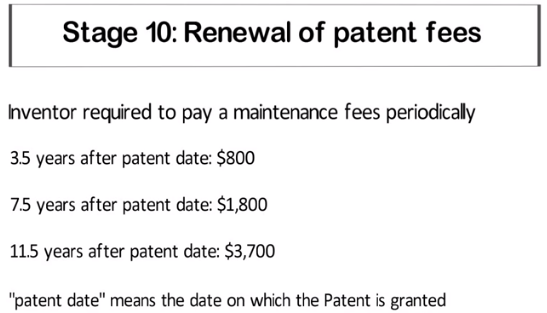 Stage 10: Renewal of patent fees
Inventor required to pay a maintenance fees periodically
3.5 years after patent date: $800
7.5 years after patent date: $1,800
11.5 years after patent date: $3,700
"patent date" means the date on which the Patent is granted